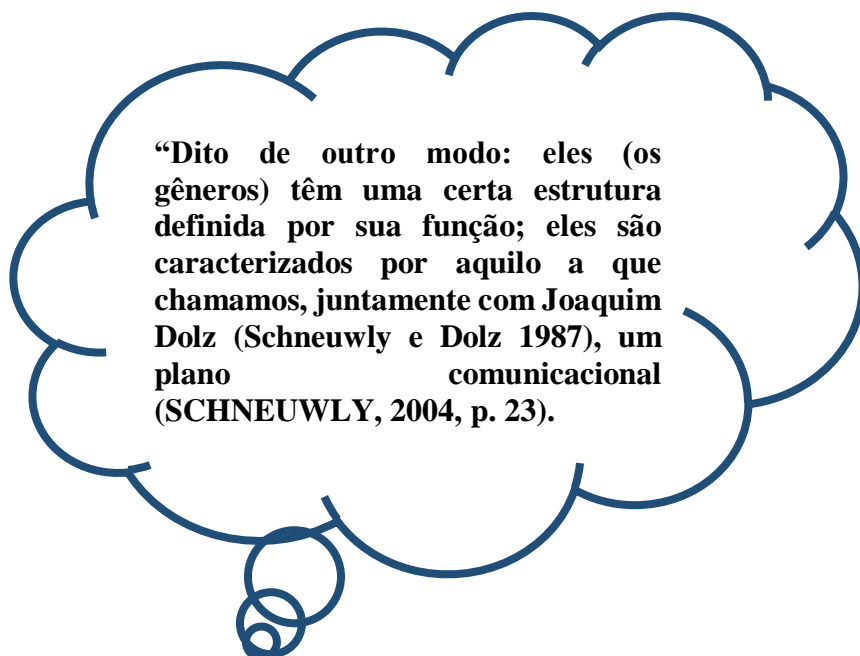 “Dito de outro modo: eles (os
gêneros) têm uma certa estrutura
definida por sua função; eles são
caracterizados por aquilo a que
chamamos, juntamente com Joaquim
Dolz (Schneuwly e Dolz 1987), um
plano comunicacional
(SCHNEUWLY, 2004, p. 23).